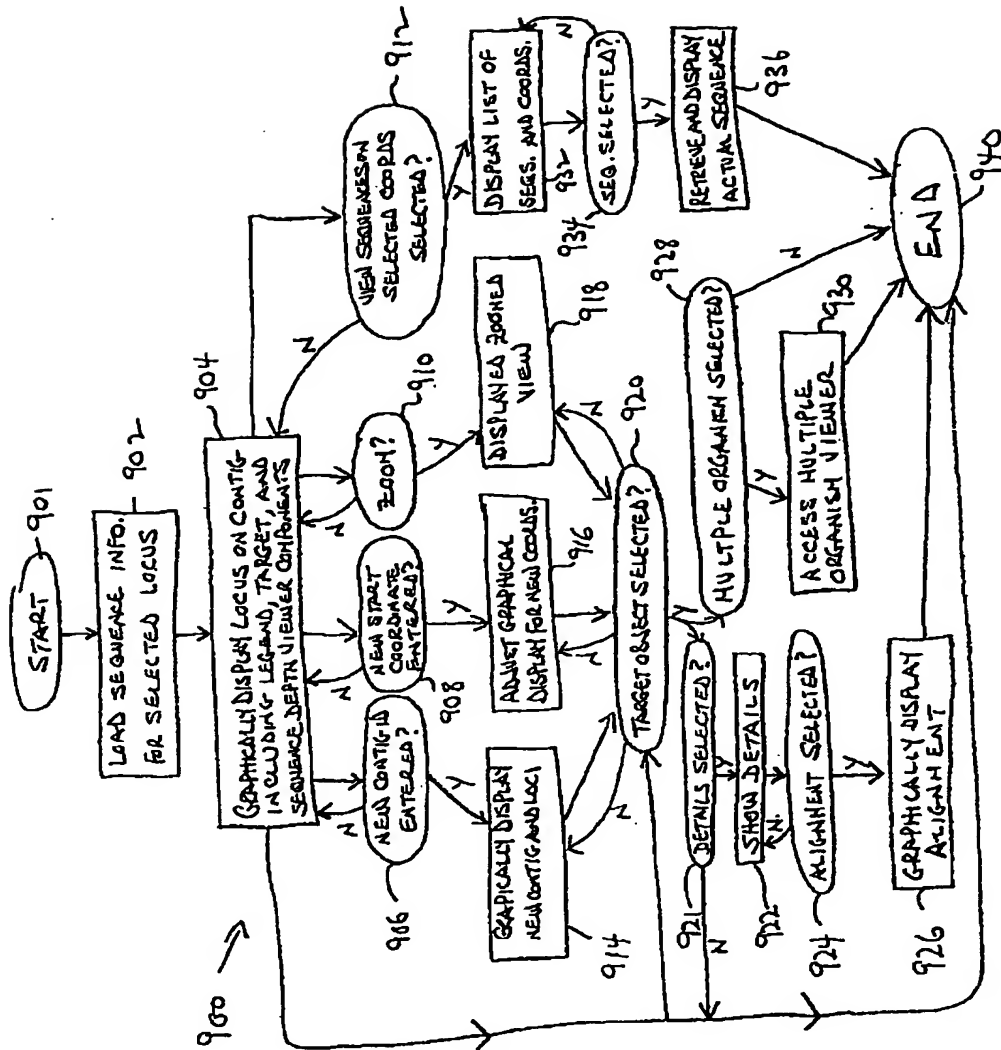 900
START
901
LOAD SEQUENCE INFO.
FOR SELECTED LOCUS
902
GRAPHICALLY DISPLAY LOCUS ON CONTIG-
INCLUDING LEGEND, TARGET, AND
SEQUENCE DEPTH VIEWER COMPONENTS
904
NEW CONTIG ID
ENTERED?
906
N
Y
NEW START
COORDINATE
ENTERED?
908
N
Y
ZOOM?
910
N
Y
VIEW SEQUENCES ON
SELECTED COORDS
SELECTED?
912
N
Y
GRAPICALLY DISPLAY
NEW CONTIG AND LOCI
914
ADJUST GRAPHICAL
DISPLAY FOR NEW COORDS.
916
DISPLAYED ZOOMED
VIEW
918
DISPLAY LIST OF
SEQS. AND COORDS.
932
N
N
N
N
TARGET OBJECT SELECTED?
920
Y
SEQ. SELECTED?
934
Y
DETAILS SELECTED?
921
Y
N
MULTIPLE ORGANISM SELECTED?
928
Y
N
RETRIEVE AND DISPLAY
ACTUAL SEQUENCE
936
SHOW DETAILS
922
N
ALIGNMENT SELECTED?
924
Y
ACCESS MULTIPLE
ORGANISM VIEWER
930
GRAPHICALLY DISPLAY
ALIGNMENT
926
END
940